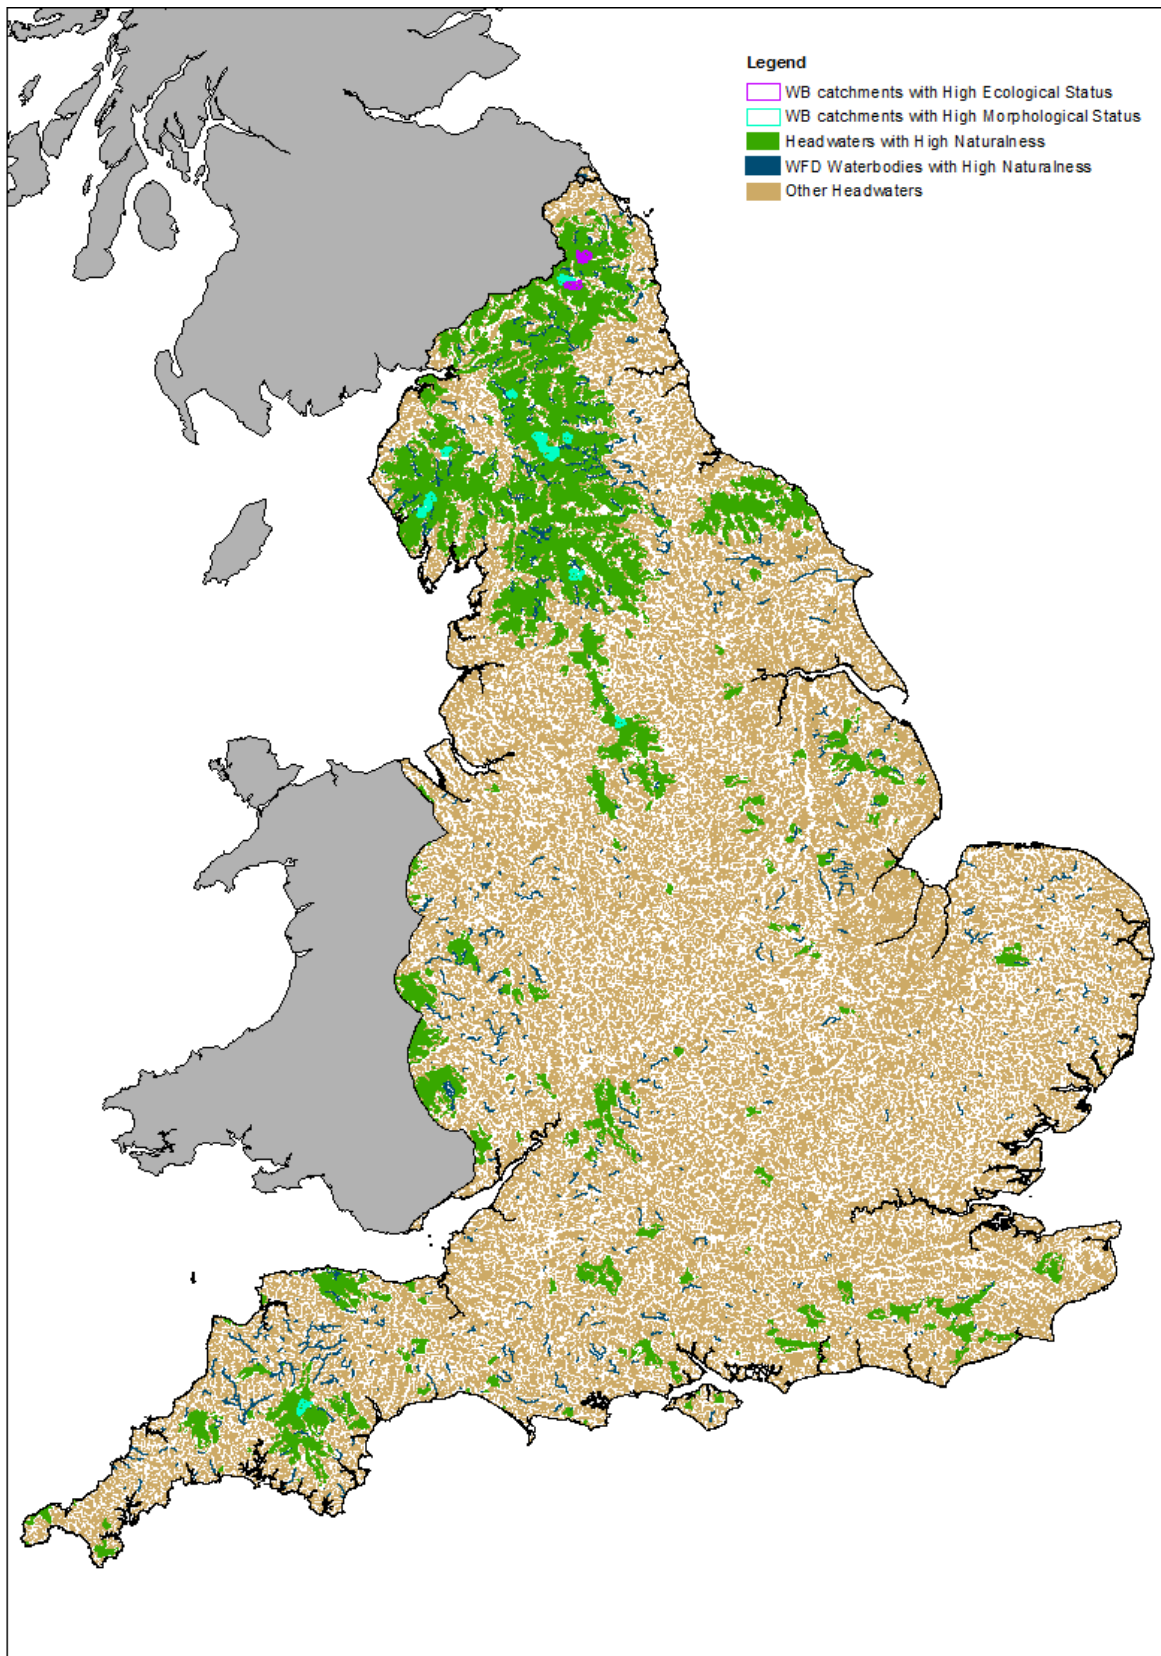 Legend
WB catchments with High Ecological Status
WB catchments with High Morphological Status
Headwaters with High Naturalness
WFD Waterbodies with High Naturalness
Other Headwaters